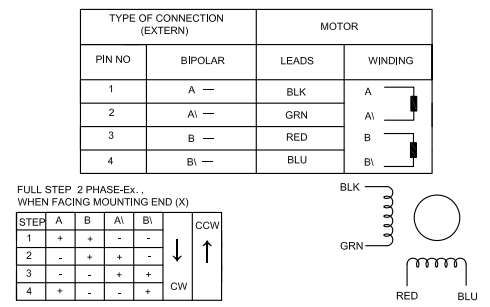 TYPE OF CONNECTION
(EXTERN)
MOTOR
PIN NO BIPOLAR LEADS WINDING
1 A — BLK A
2 A\ — GRN A\
3 B — RED B
4 B\ — BLU B\
FULL STEP 2 PHASE-Ex. ,
WHEN FACING MOUNTING END (X)
STEP A B A\ B\ CCW
1 + + - -
2 - + + -
3 - - + +
4 + - - + CW
BLK
GRN
RED BLU